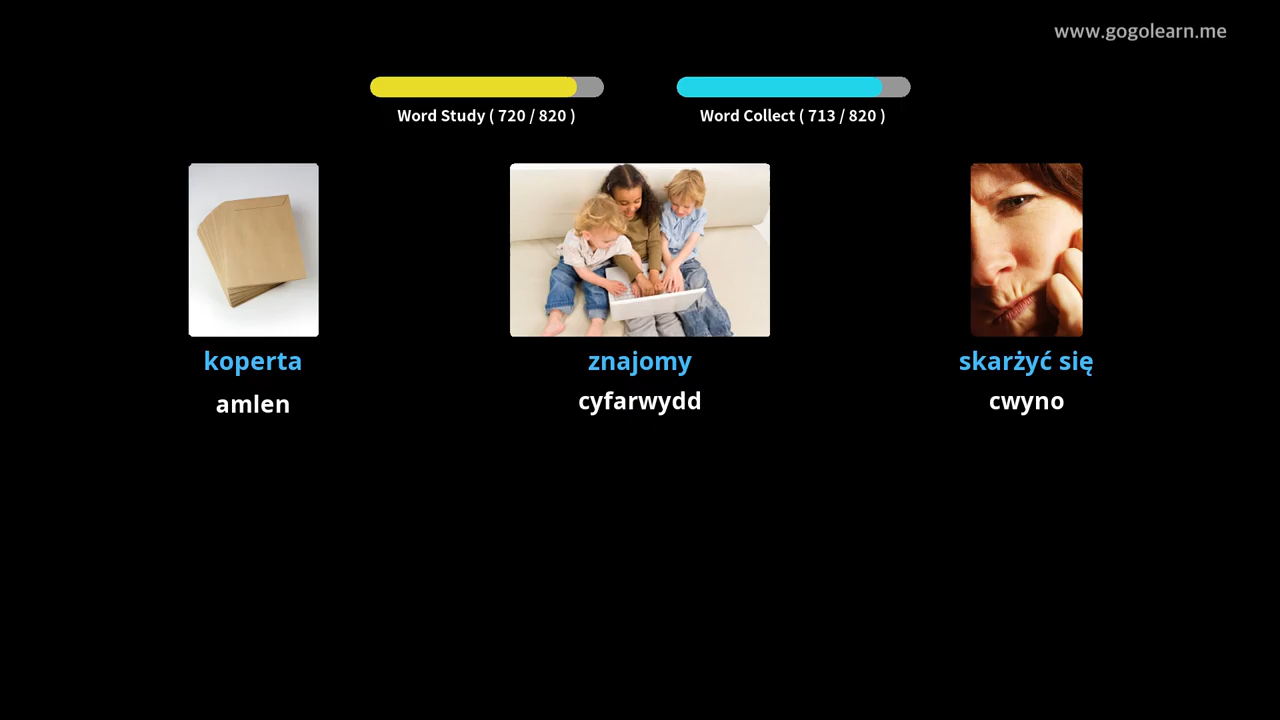 www.gogolearn.me
Word Study ( 720 / 820 )
Word Collect ( 713 / 820 )
koperta
znajomy
skarżyć się
amlen
cyfarwydd
cwyno